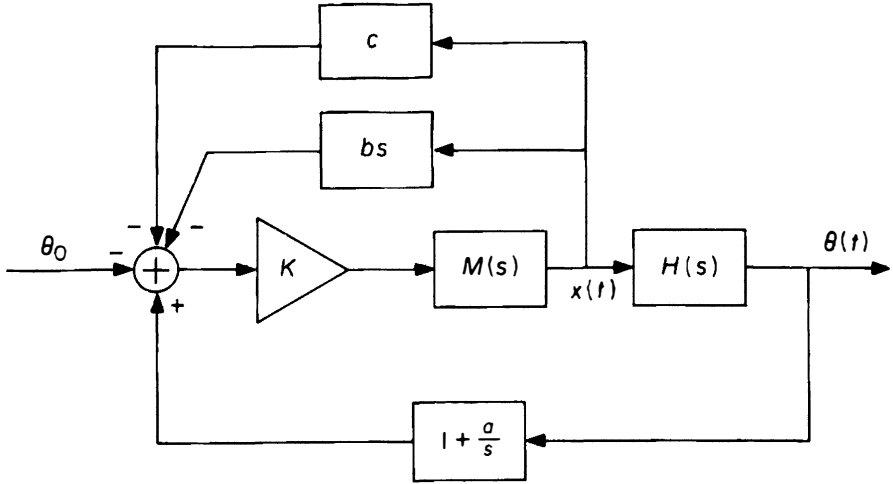 c
bs
− −
θ₀ −
+
K
M(s)
x(t)
H(s)
θ(t)
+
1 + a/s